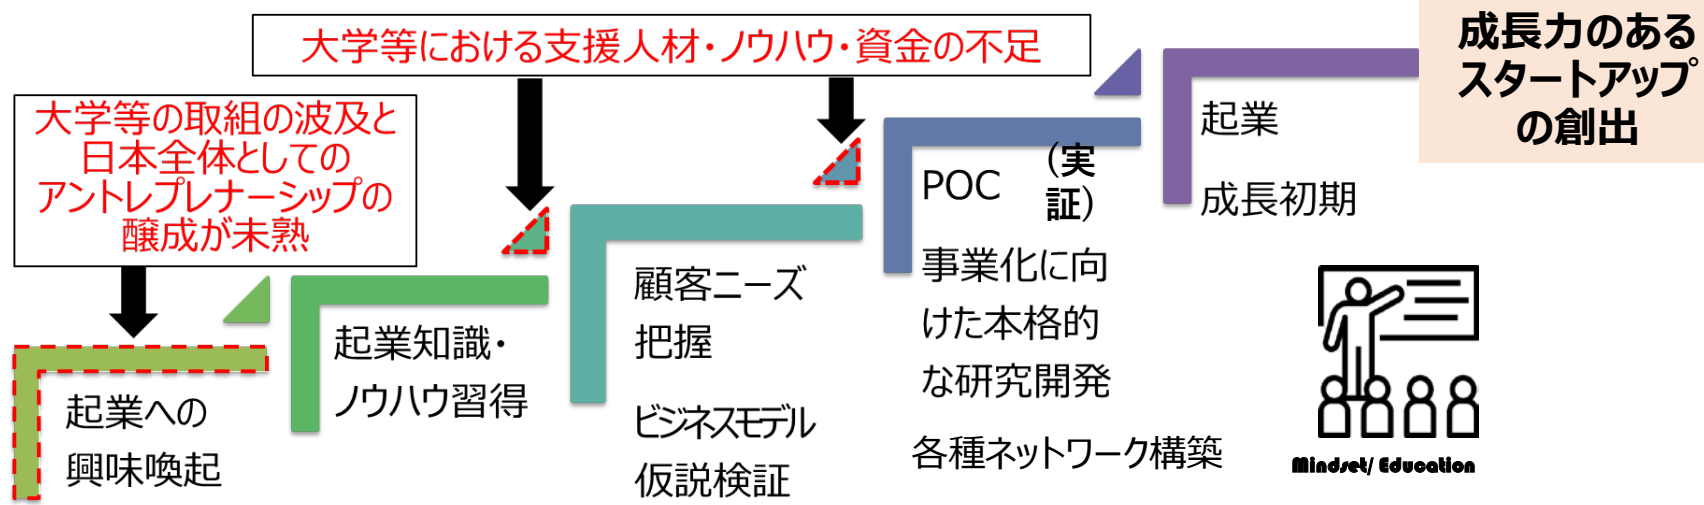 大学等における支援人材・ノウハウ・資金の不足
大学等の取組の波及と
日本全体としての
アントレプレナーシップの
醸成が未熟
起業への
興味喚起
起業知識・
ノウハウ習得
顧客ニーズ
把握
ビジネスモデル
仮説検証
POC
（実
証）
事業化に向
けた本格的
な研究開発
各種ネットワーク構築
起業
成長初期
成長力のある
スタートアップ
の創出
Mindset/ Education